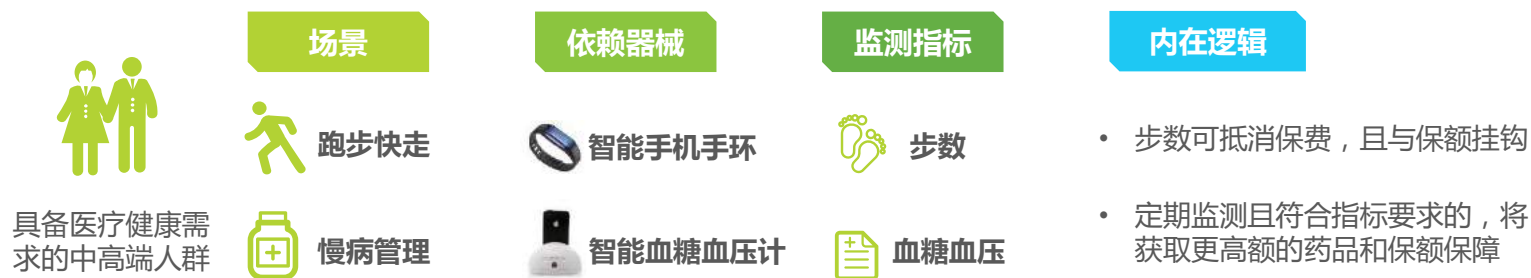 场景
依赖器械
监测指标
内在逻辑
跑步快走
智能手机手环
步数
• 步数可抵消保费，且与保额挂钩
具备医疗健康需
求的中高端人群
慢病管理
智能血糖血压计
血糖血压
• 定期监测且符合指标要求的，将
获取更高额的药品和保额保障